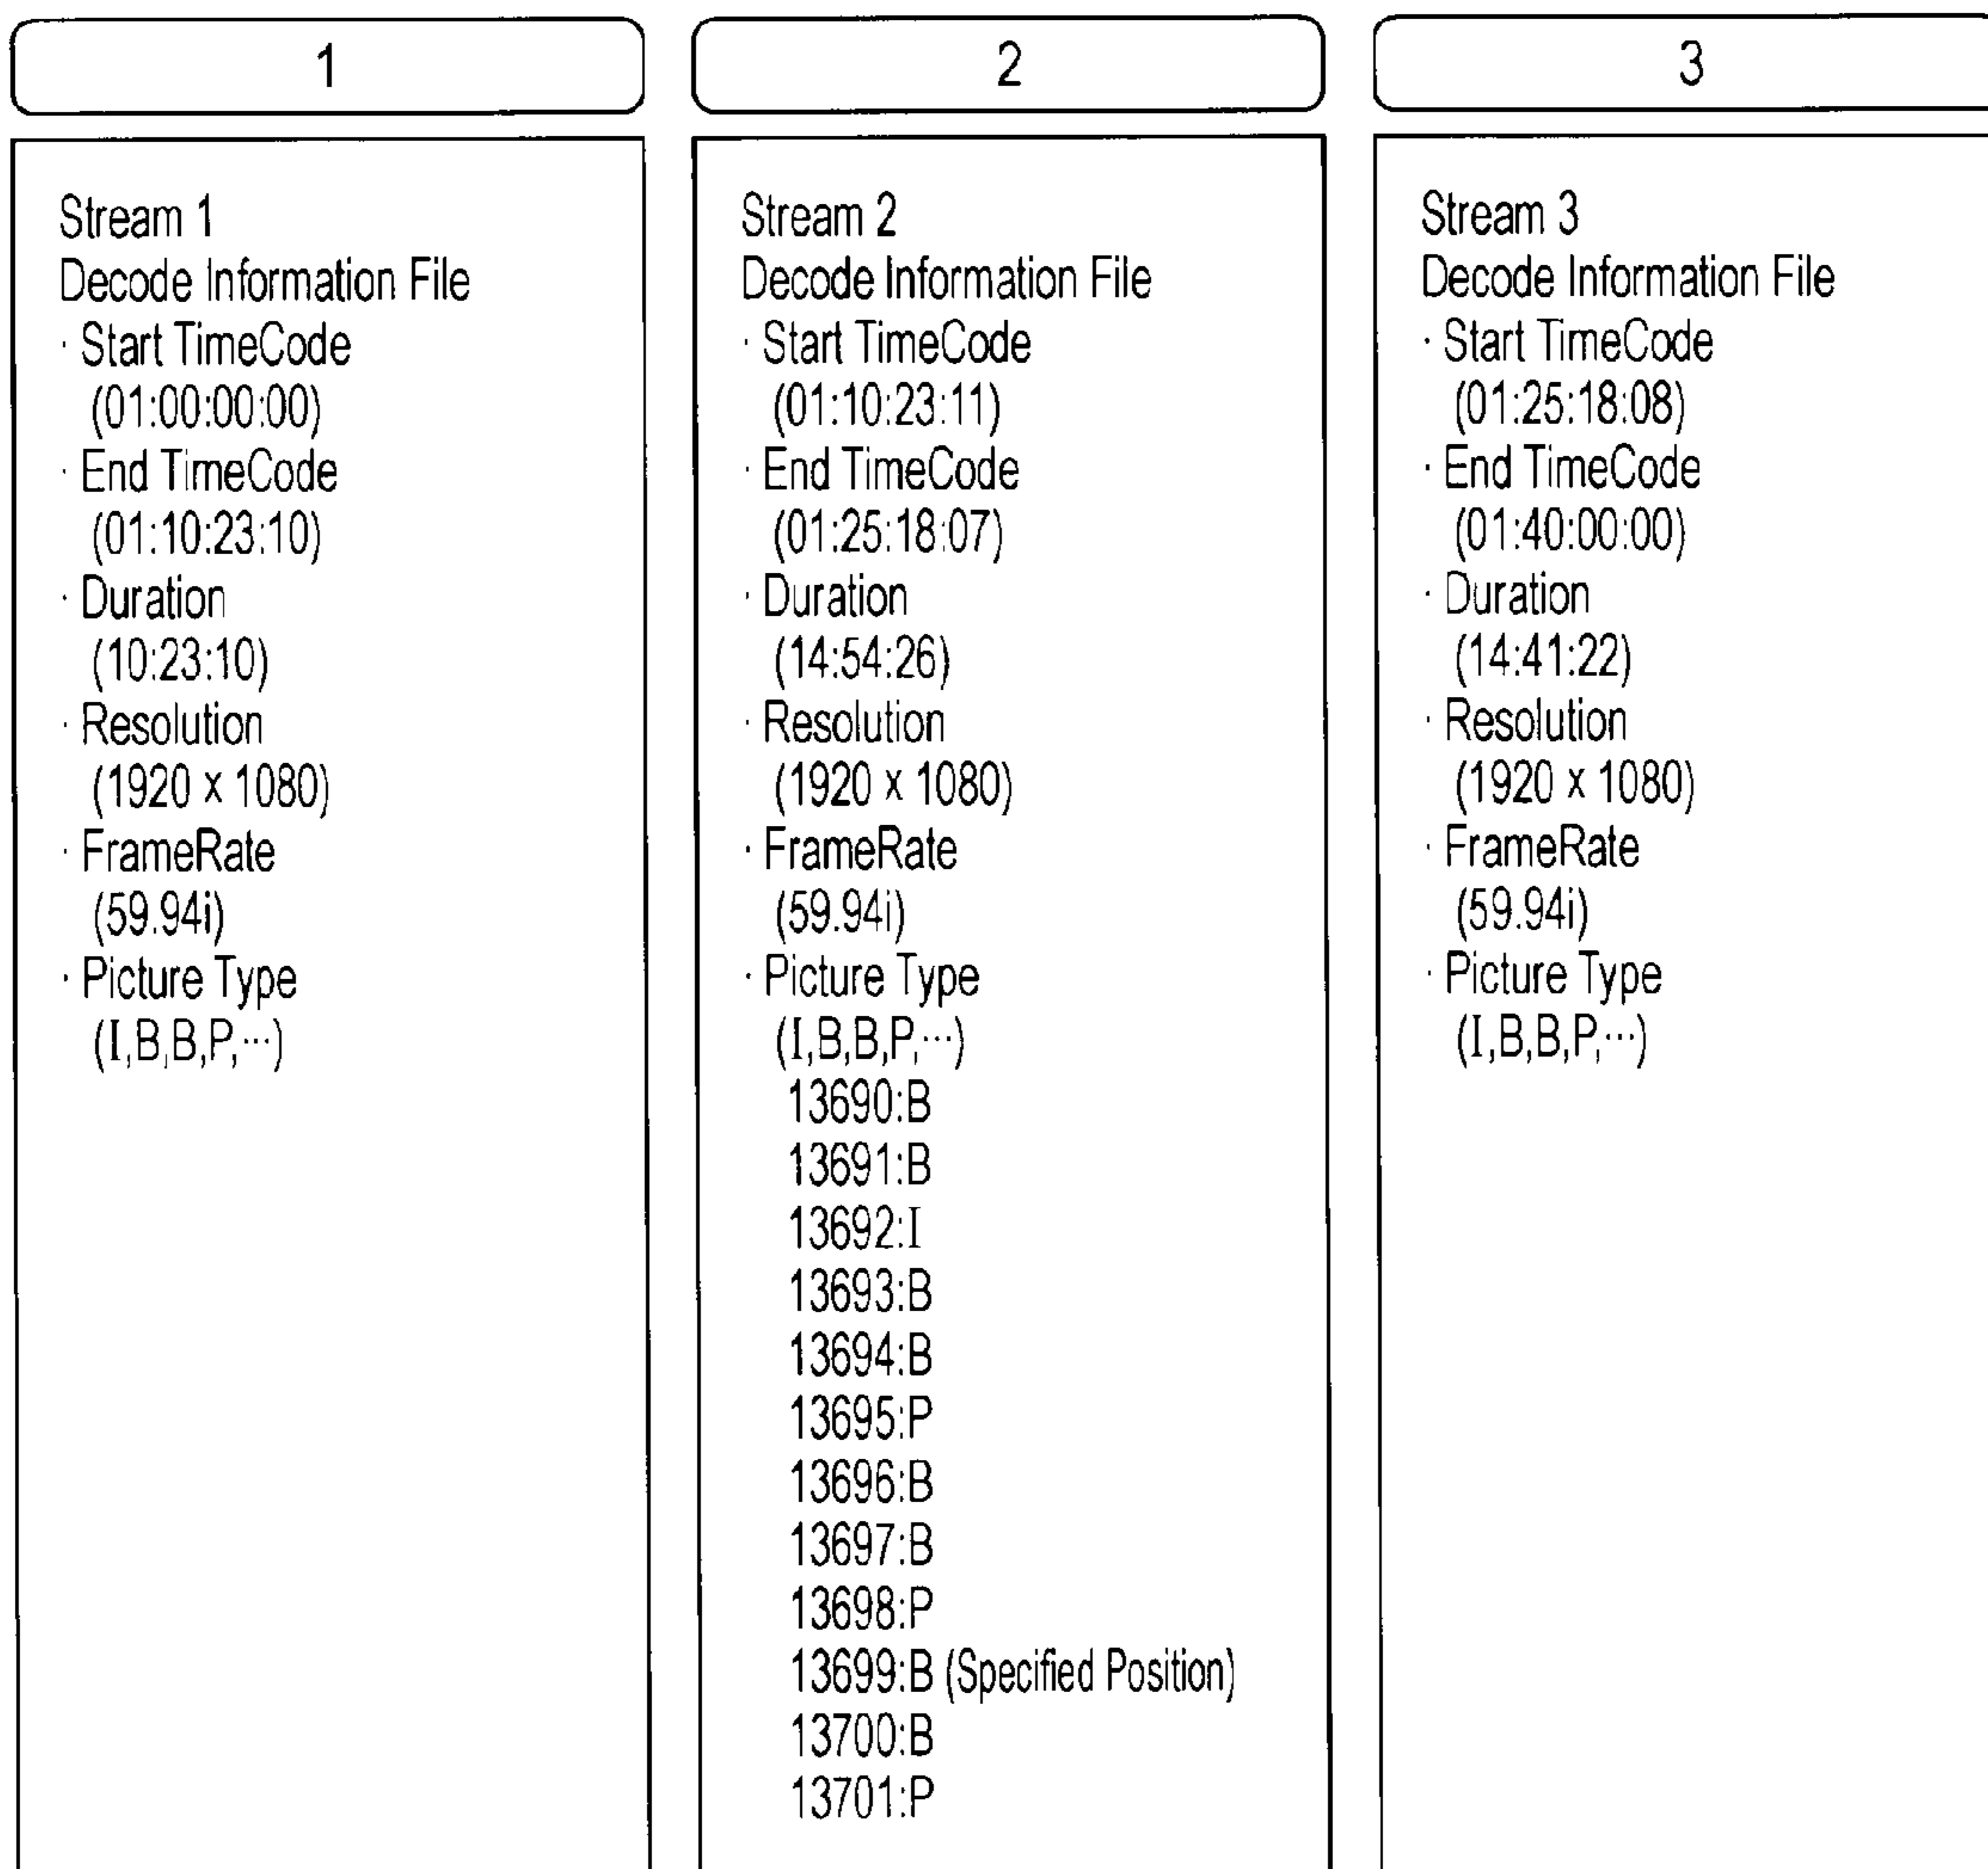 1
Stream 1
Decode Information File
· Start TimeCode
(01:00:00:00)
· End TimeCode
(01:10:23:10)
· Duration
(10:23:10)
· Resolution
(1920 x 1080)
· FrameRate
(59.94i)
· Picture Type
(I,B,B,P,···)
2
Stream 2
Decode Information File
· Start TimeCode
(01:10:23:11)
· End TimeCode
(01:25:18:07)
· Duration
(14:54:26)
· Resolution
(1920 x 1080)
· FrameRate
(59.94i)
· Picture Type
(I,B,B,P,···)
13690:B
13691:B
13692:I
13693:B
13694:B
13695:P
13696:B
13697:B
13698:P
13699:B (Specified Position)
13700:B
13701:P
3
Stream 3
Decode Information File
· Start TimeCode
(01:25:18:08)
· End TimeCode
(01:40:00:00)
· Duration
(14:41:22)
· Resolution
(1920 x 1080)
· FrameRate
(59.94i)
· Picture Type
(I,B,B,P,···)